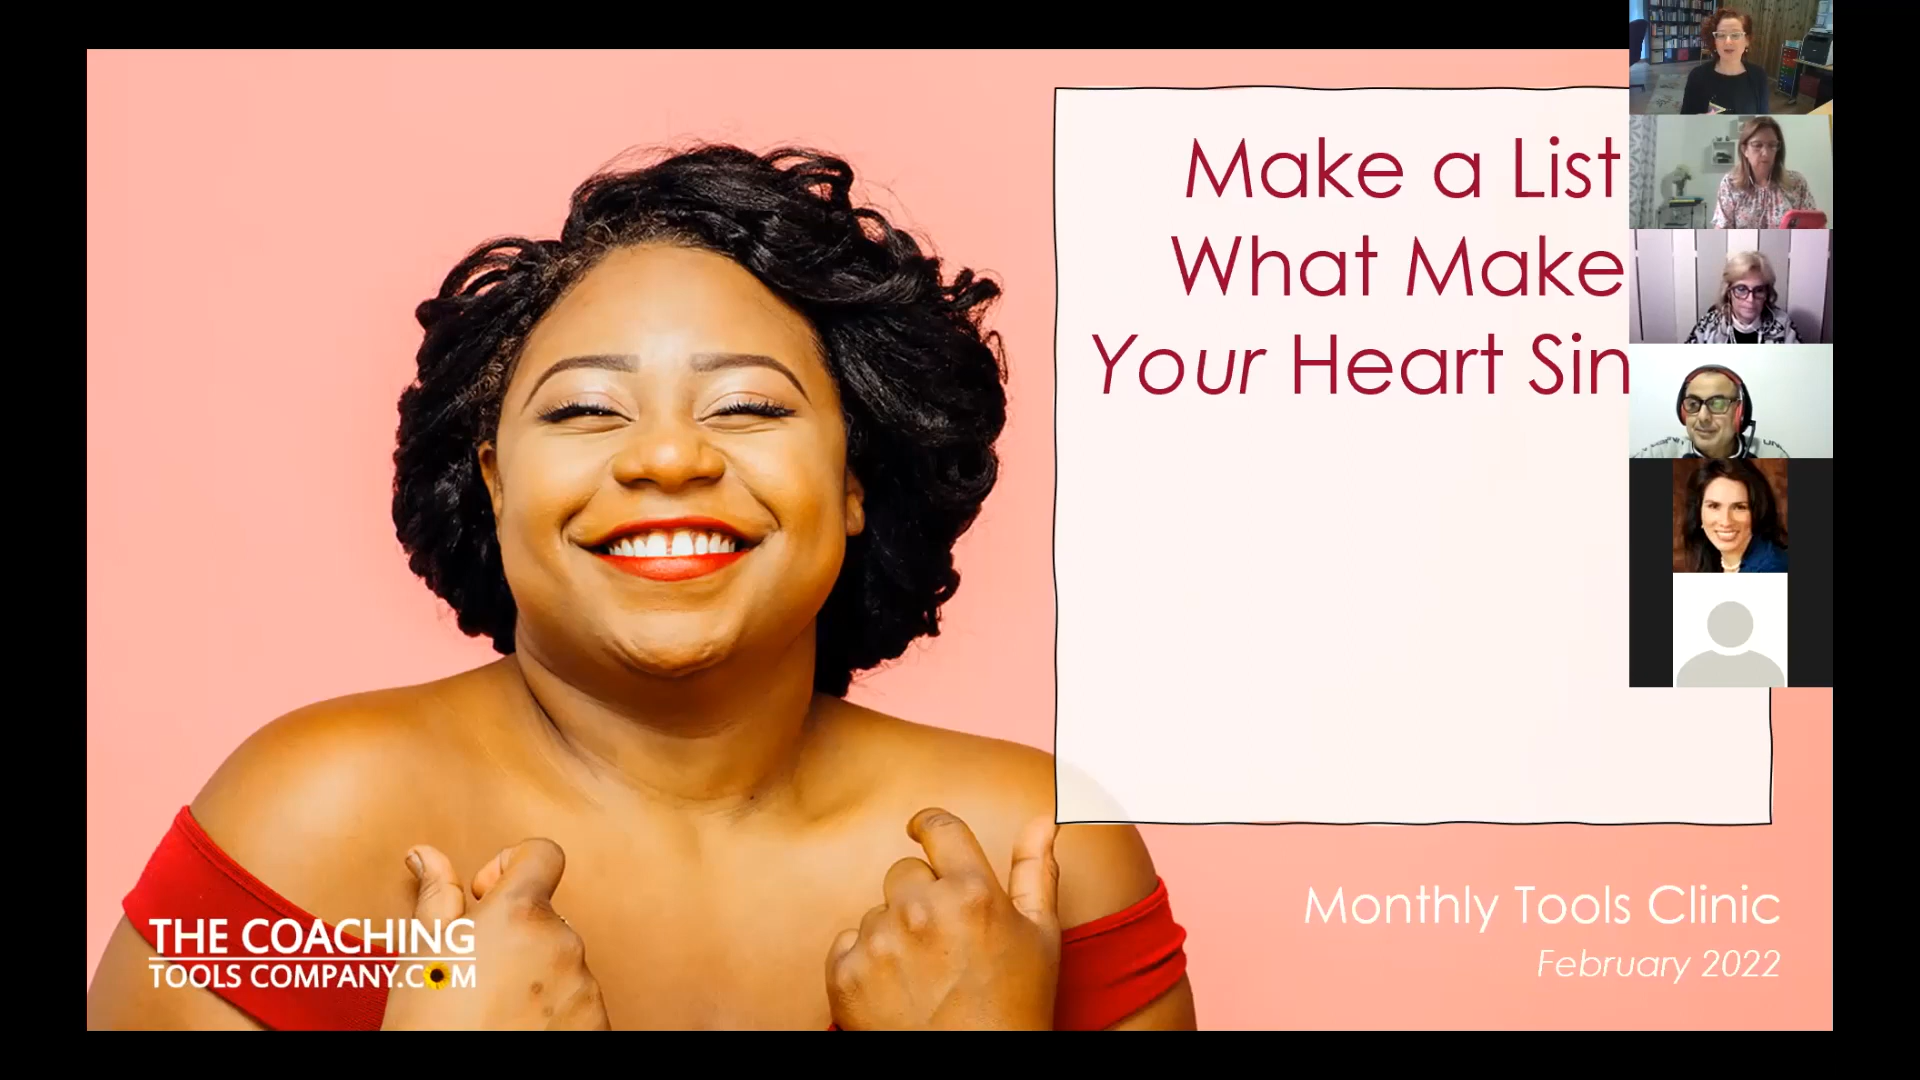 Make a List
What Make
Your Heart Sin
THE COACHING
TOOLS COMPANY.COM
Monthly Tools Clinic
February 2022